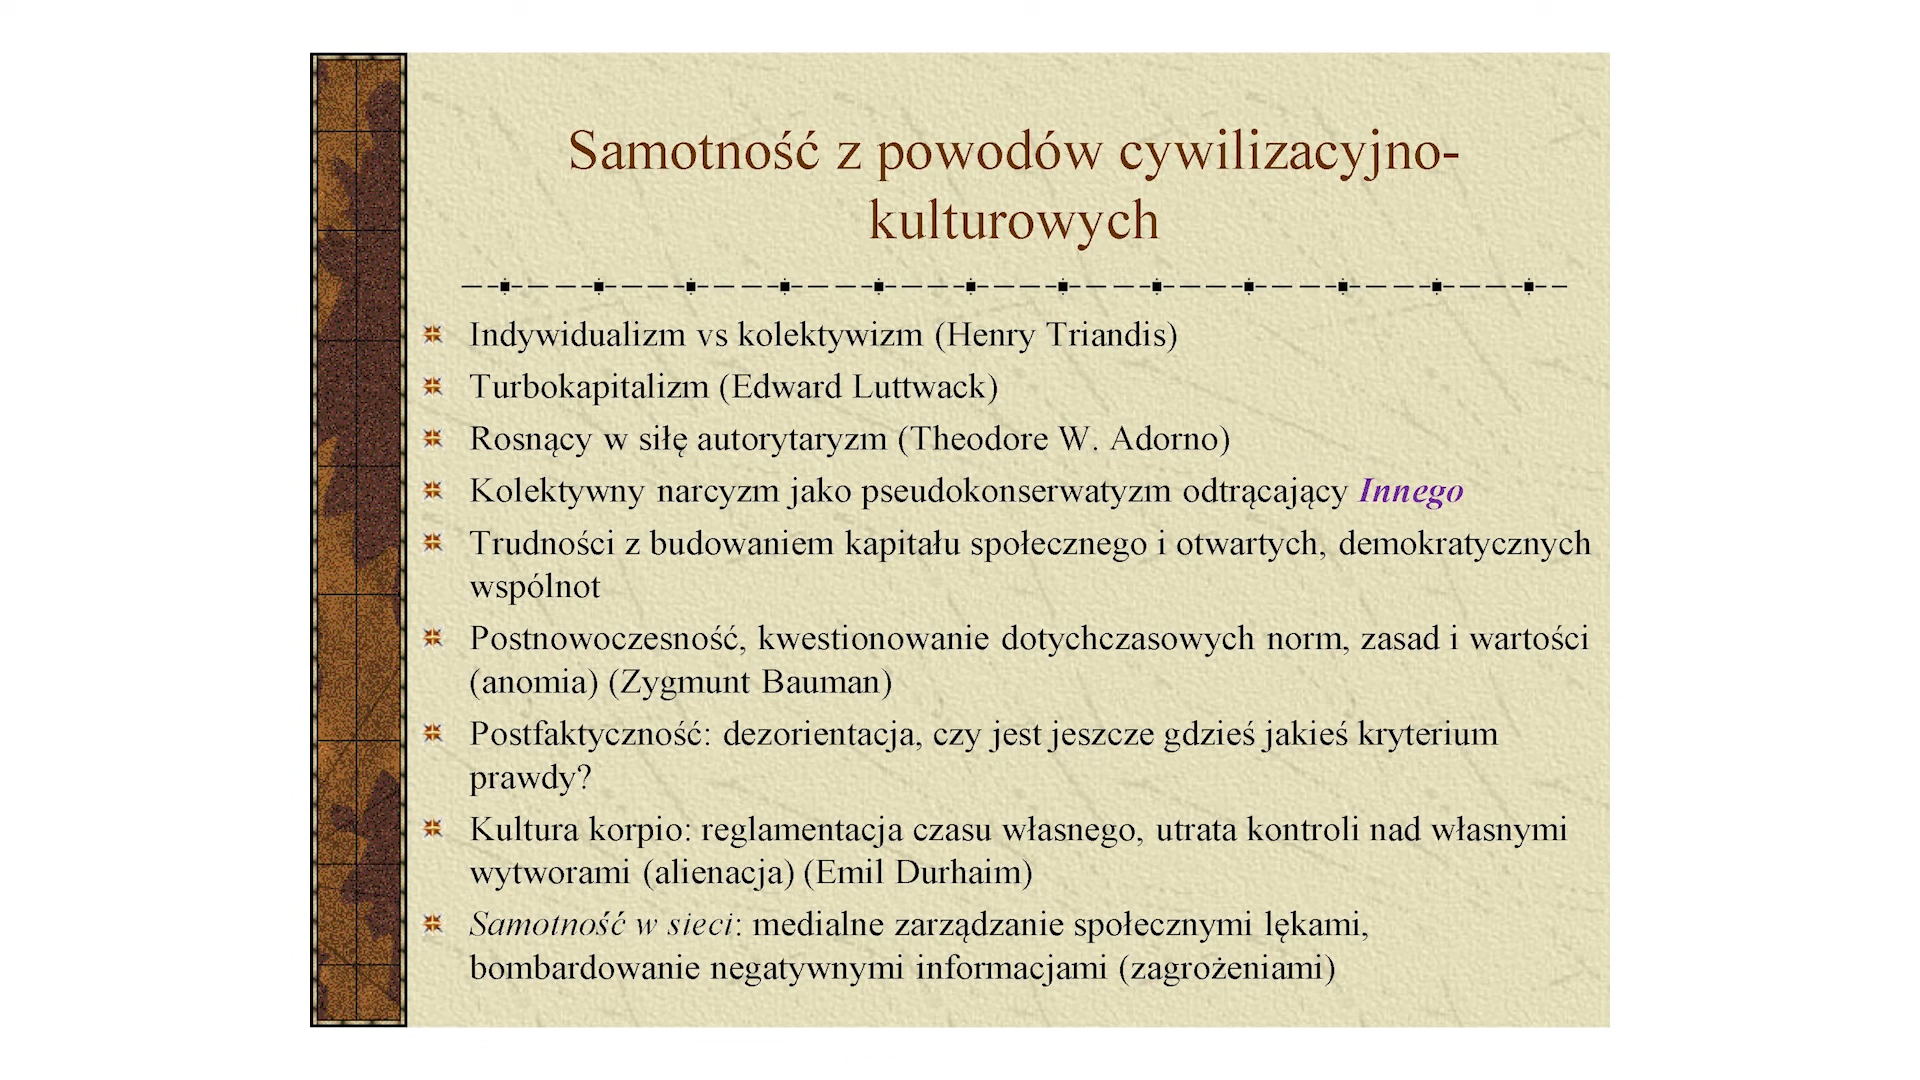 Samotność z powodów cywilizacyjno-
kulturowych
Indywidualizm vs kolektywizm (Henry Triandis)
Turbokapitalizm (Edward Luttwack)
Rosnący w siłę autorytaryzm (Theodore W. Adorno)
Kolektywny narcyzm jako pseudokonserwatyzm odtrącający Innego
Trudności z budowaniem kapitału społecznego i otwartych, demokratycznych
wspólnot
Postnowoczesność, kwestionowanie dotychczasowych norm, zasad i wartości
(anomia) (Zygmunt Bauman)
Postfaktyczność: dezorientacja, czy jest jeszcze gdzieś jakieś kryterium
prawdy?
Kultura korpio: reglamentacja czasu własnego, utrata kontroli nad własnymi
wytworami (alienacja) (Emil Durhaim)
Samotność w sieci: medialne zarządzanie społecznymi lękami,
bombardowanie negatywnymi informacjami (zagrożeniami)